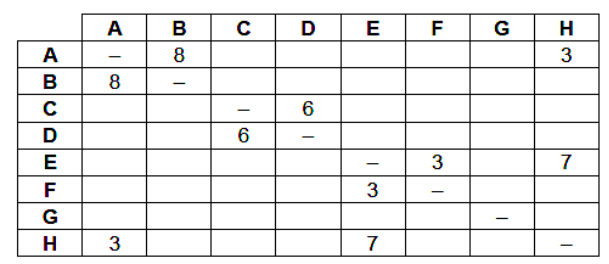 A B C D E F G H
A – 8 3
B 8 –
C – 6
D 6 –
E – 3 7
F 3 –
G –
H 3 7 –